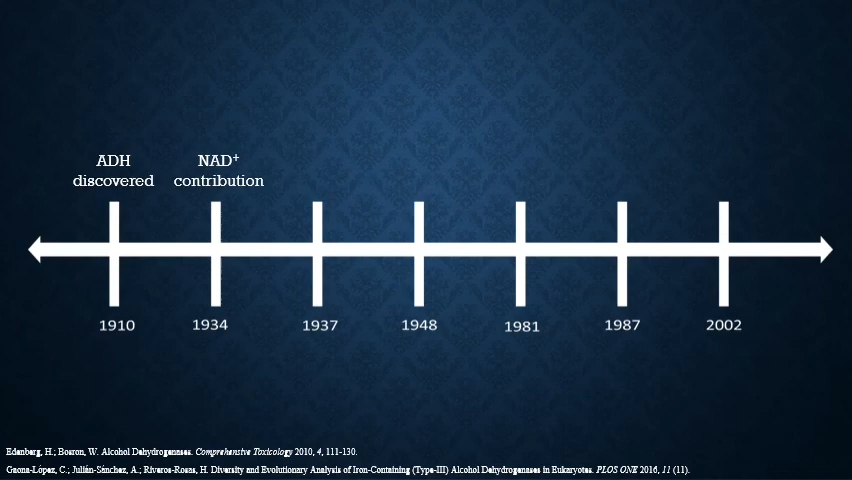 ADH
discovered
NAD⁺
contribution
1910 1934 1937 1948 1981 1987 2002
Edenberg, H.; Bosron, W. Alcohol Dehydrogenases. Comprehensive Toxicology 2010, 4, 111-130.
Gaona-López, C.; Julián-Sánchez, A.; Riveros-Rosas, H. Diversity and Evolutionary Analysis of Iron-Containing (Type-III) Alcohol Dehydrogenases in Eukaryotes. PLOS ONE 2016, 11 (11).